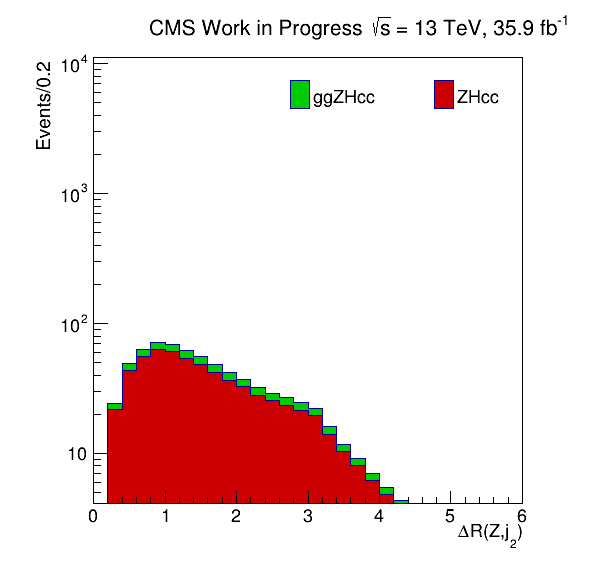 CMS Work in Progress √s = 13 TeV, 35.9 fb⁻¹
Events/0.2
ggZHcc ZHcc
10⁴
10³
10²
10
0 1 2 3 4 5 6
ΔR(Z,j₂)